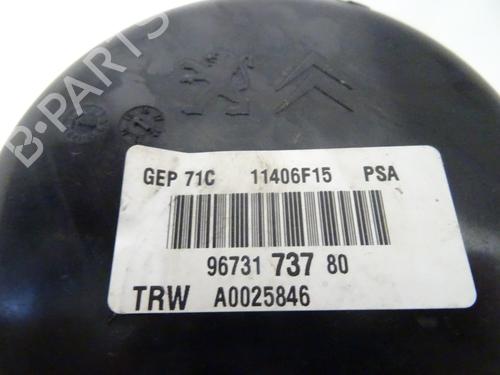 B-PARTS
GEP 71C 11406F15 PSA
96731 737 80
TRW A0025846